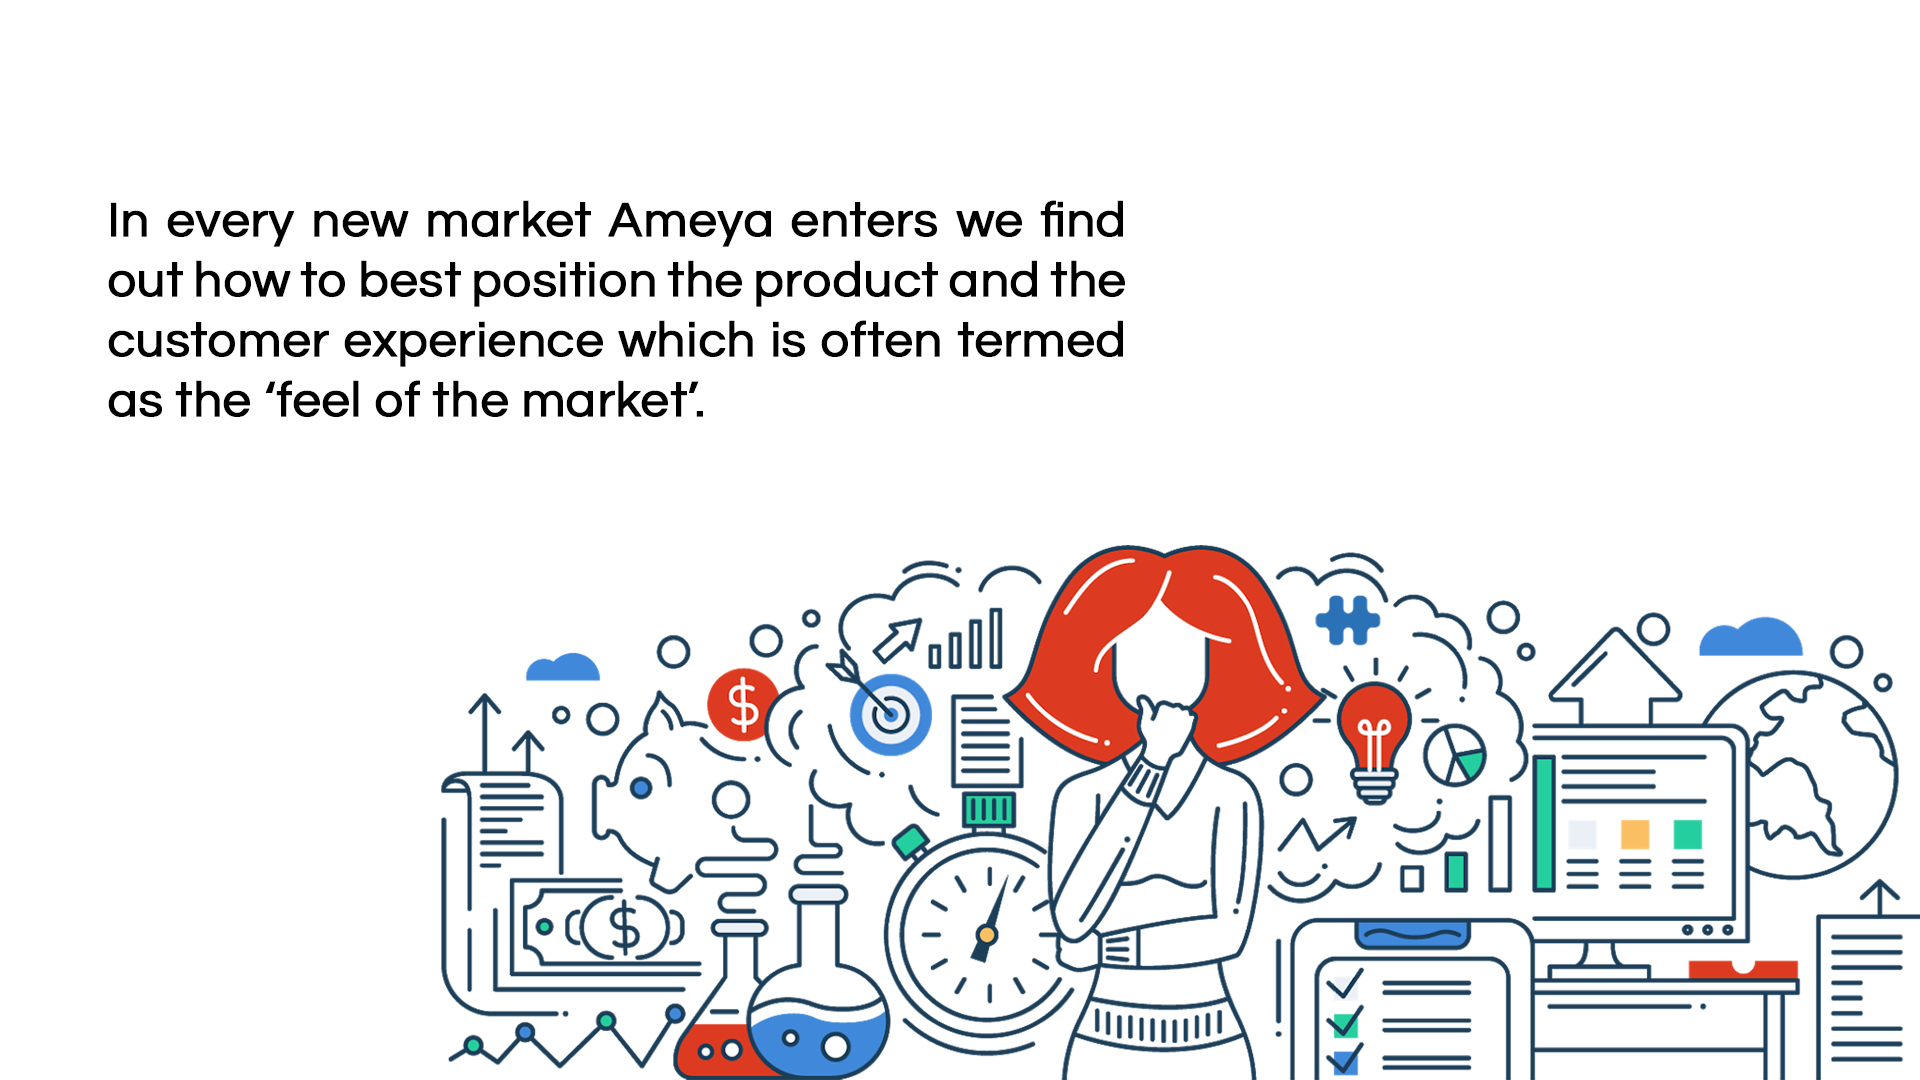 In every new market Ameya enters we find
out how to best position the product and the
customer experience which is often termed
as the ‘feel of the market’.
$
$